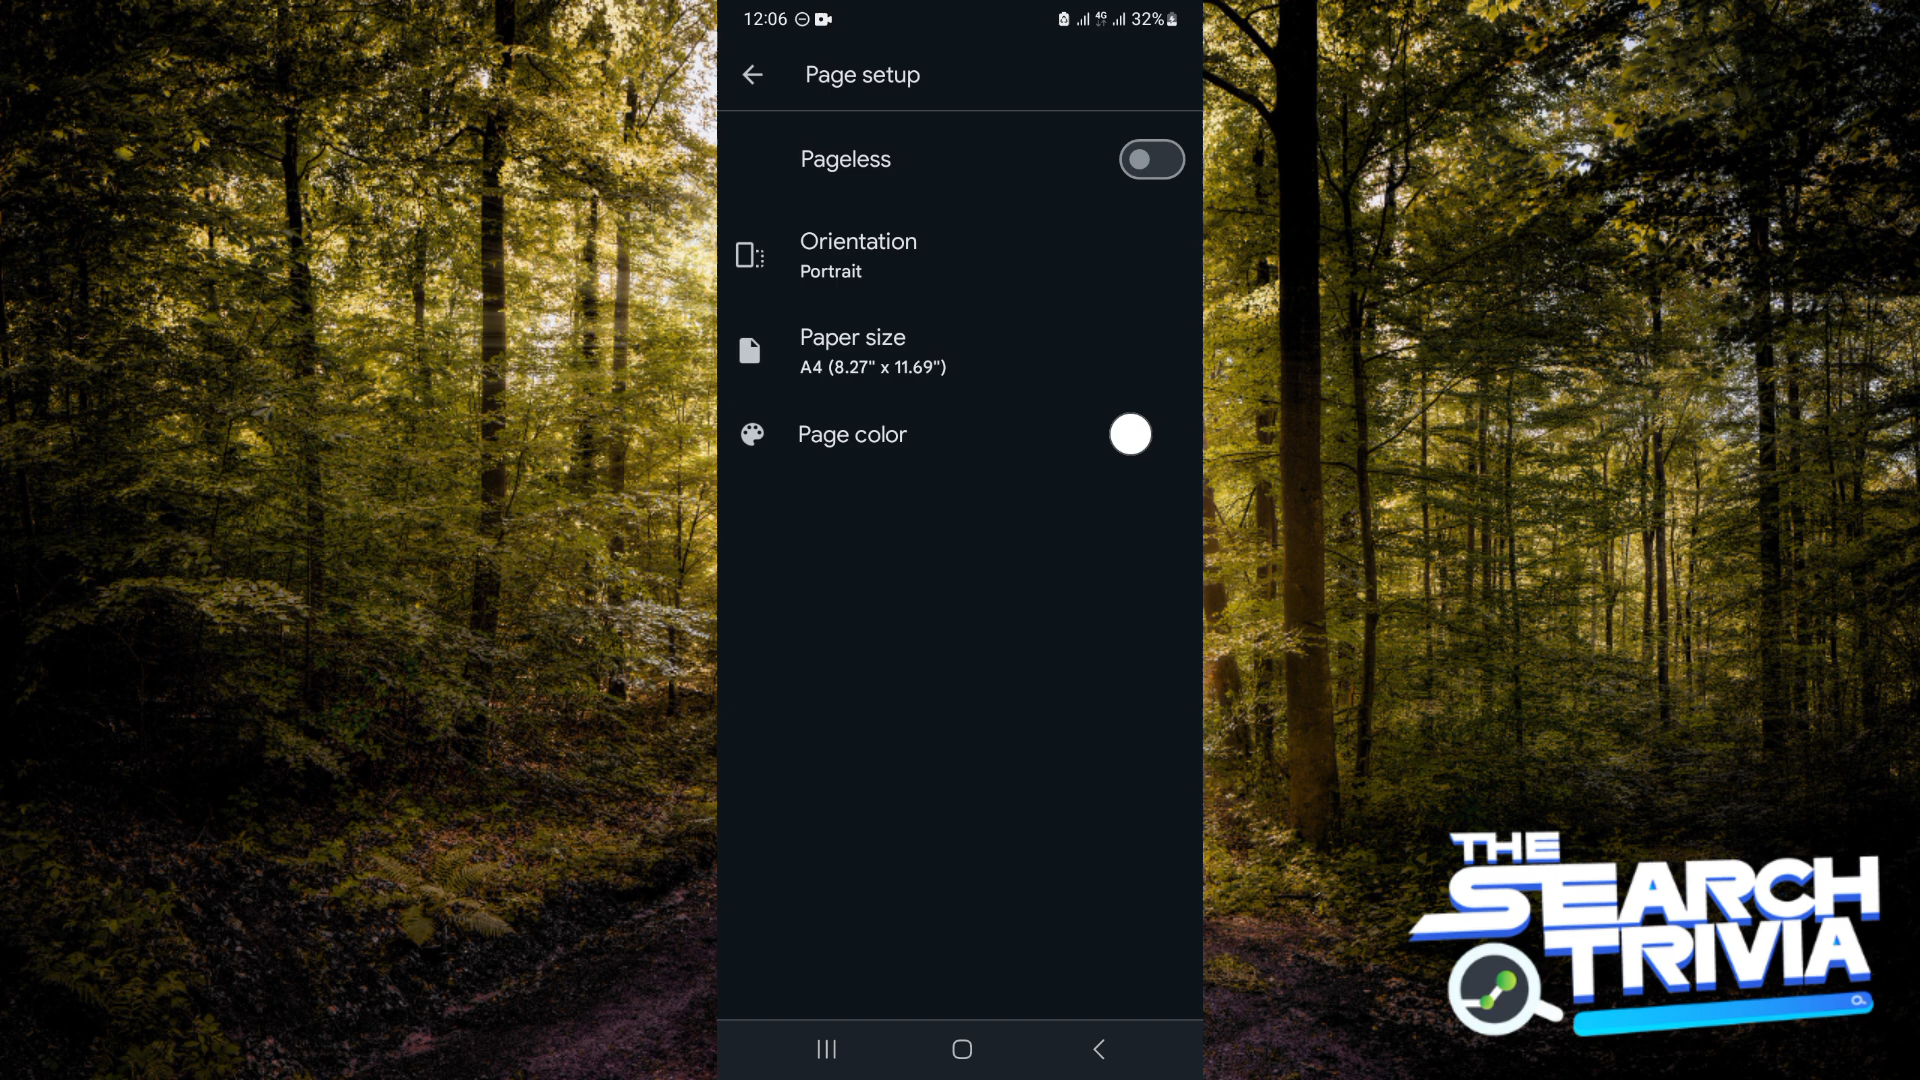 12:06
4G
32%
Page setup
Pageless
Orientation
Portrait
Paper size
A4 (8.27" x 11.69")
Page color
THE
SEARCH
TRIVIA